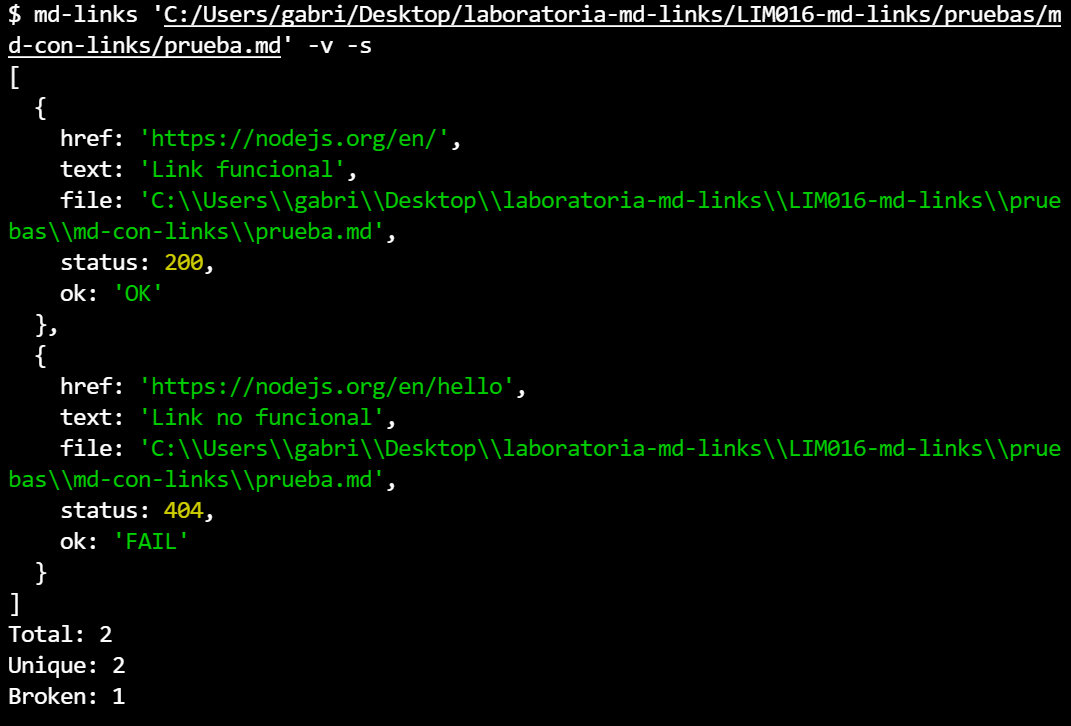 $ md-links 'C:/Users/gabri/Desktop/laboratoria-md-links/LIM016-md-links/pruebas/m
d-con-links/prueba.md' -v -s
[
  {
    href: 'https://nodejs.org/en/',
    text: 'Link funcional',
    file: 'C:\\Users\\gabri\\Desktop\\laboratoria-md-links\\LIM016-md-links\\prue
bas\\md-con-links\\prueba.md',
    status: 200,
    ok: 'OK'
  },
  {
    href: 'https://nodejs.org/en/hello',
    text: 'Link no funcional',
    file: 'C:\\Users\\gabri\\Desktop\\laboratoria-md-links\\LIM016-md-links\\prue
bas\\md-con-links\\prueba.md',
    status: 404,
    ok: 'FAIL'
  }
]
Total: 2
Unique: 2
Broken: 1